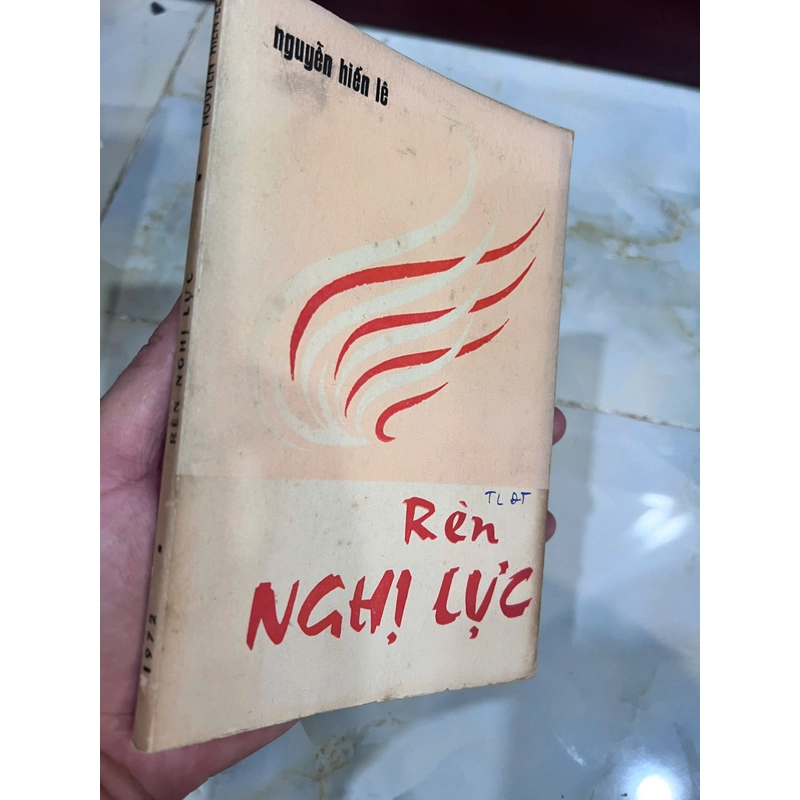 nguyễn hiến lê
TL ĐT
Rèn
NGHỊ LỰC
RÈN NGHỊ LỰC
1972